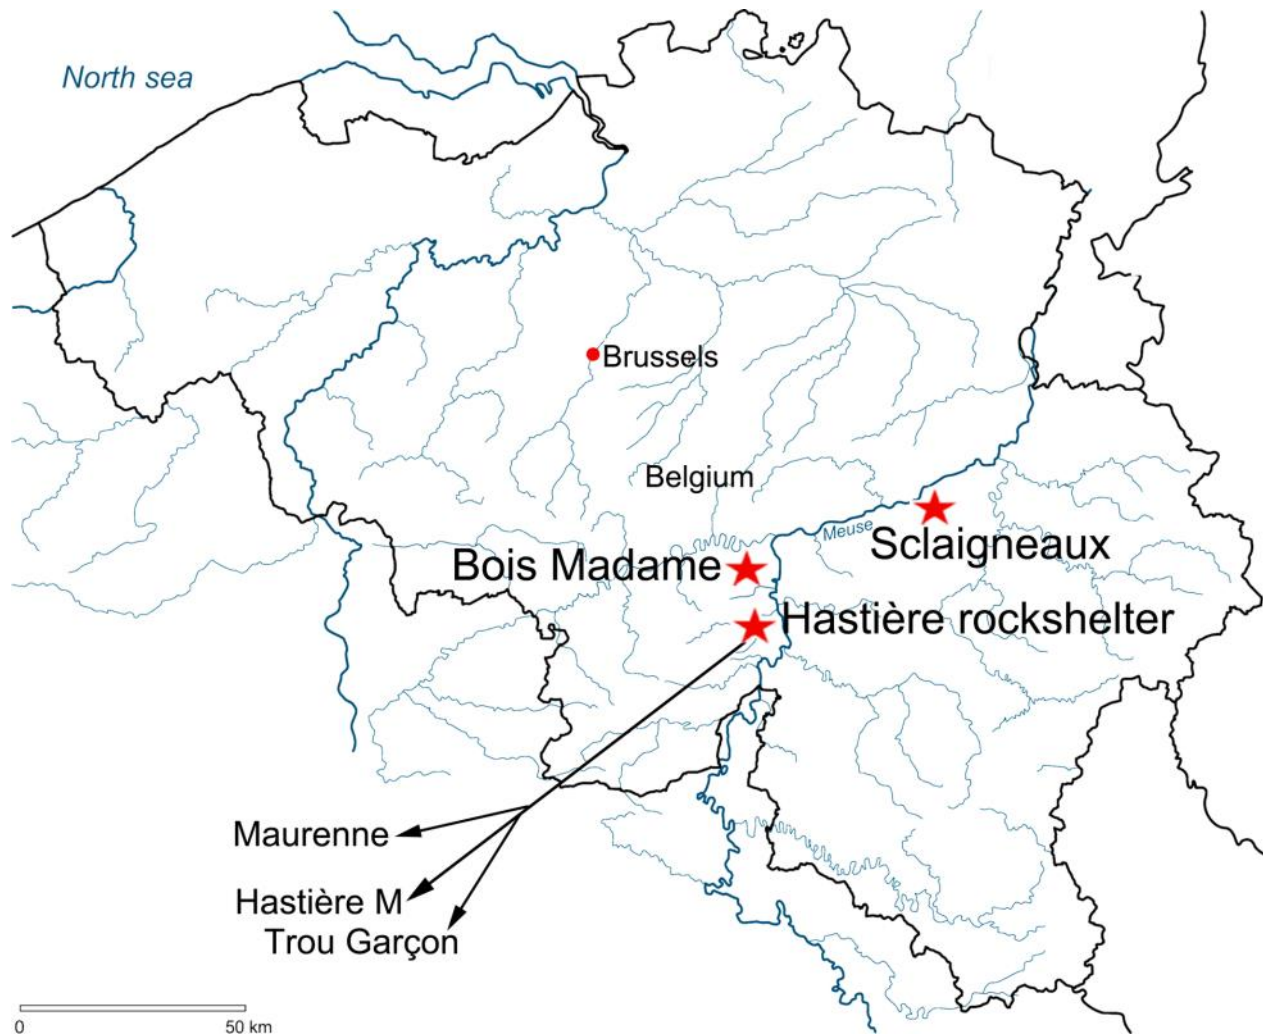 North sea
Brussels
Belgium
Meuse
Sclaigneaux
Bois Madame
Hastière rockshelter
Maurenne
Hastière M
Trou Garçon
0 50 km